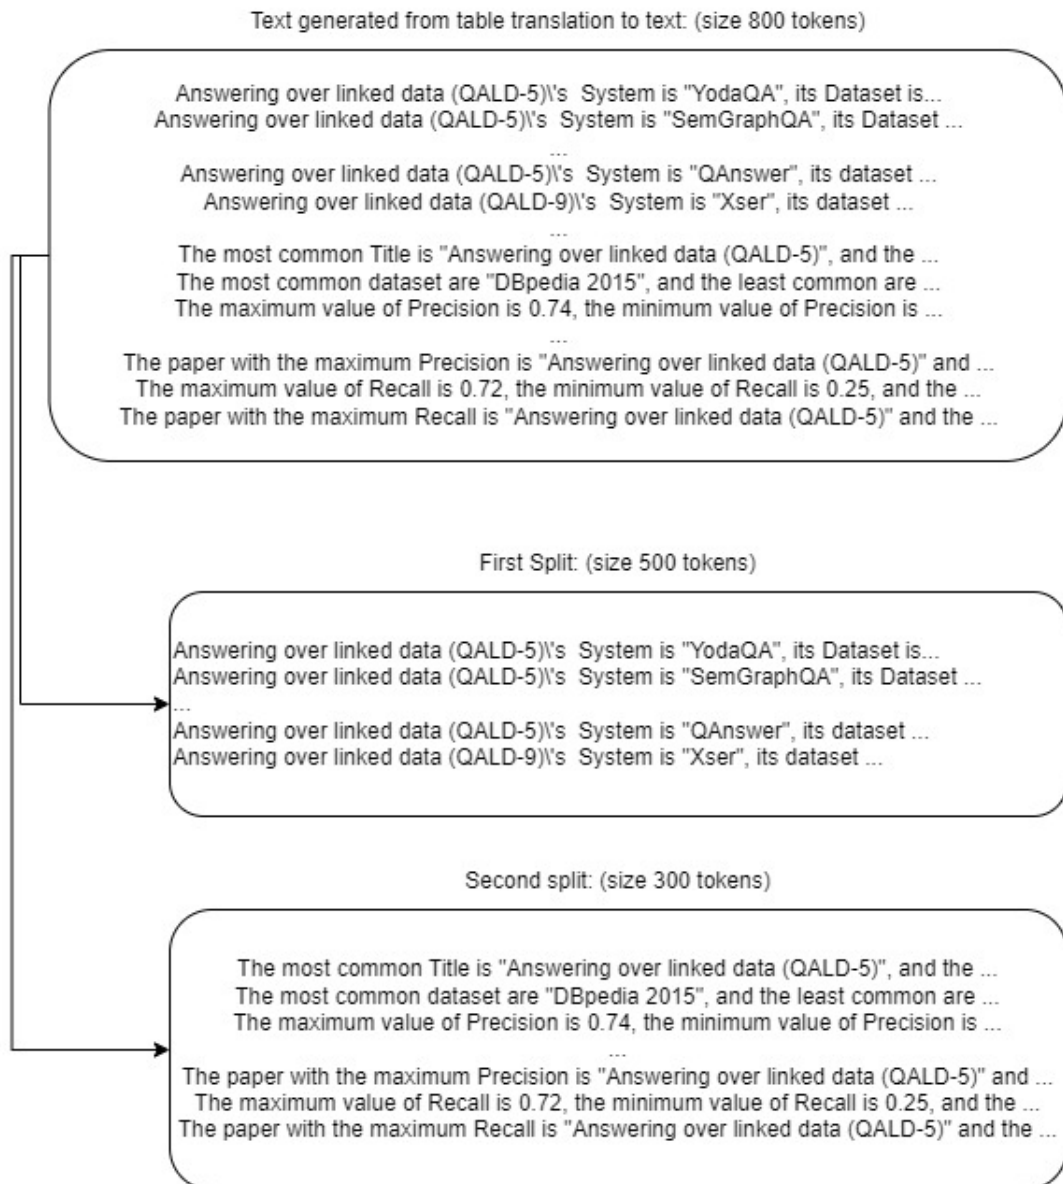 Text generated from table translation to text: (size 800 tokens)
Answering over linked data (QALD-5)\'s System is "YodaQA", its Dataset is...
Answering over linked data (QALD-5)\'s System is "SemGraphQA", its Dataset ...
...
Answering over linked data (QALD-5)\'s System is "QAnswer", its dataset ...
Answering over linked data (QALD-9)\'s System is "Xser", its dataset ...
...
The most common Title is "Answering over linked data (QALD-5)", and the ...
The most common dataset are "DBpedia 2015", and the least common are ...
The maximum value of Precision is 0.74, the minimum value of Precision is ...
...
The paper with the maximum Precision is "Answering over linked data (QALD-5)" and ...
The maximum value of Recall is 0.72, the minimum value of Recall is 0.25, and the ...
The paper with the maximum Recall is "Answering over linked data (QALD-5)" and the ...
First Split: (size 500 tokens)
Answering over linked data (QALD-5)\'s System is "YodaQA", its Dataset is...
Answering over linked data (QALD-5)\'s System is "SemGraphQA", its Dataset ...
...
Answering over linked data (QALD-5)\'s System is "QAnswer", its dataset ...
Answering over linked data (QALD-9)\'s System is "Xser", its dataset ...
Second split: (size 300 tokens)
The most common Title is "Answering over linked data (QALD-5)", and the ...
The most common dataset are "DBpedia 2015", and the least common are ...
The maximum value of Precision is 0.74, the minimum value of Precision is ...
...
The paper with the maximum Precision is "Answering over linked data (QALD-5)" and ...
The maximum value of Recall is 0.72, the minimum value of Recall is 0.25, and the ...
The paper with the maximum Recall is "Answering over linked data (QALD-5)" and the ...